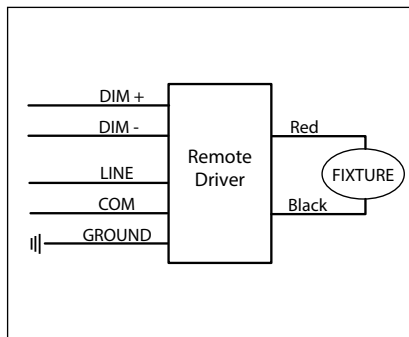 DIM +
DIM -
LINE
COM
GROUND
Remote
Driver
Red
Black
FIXTURE